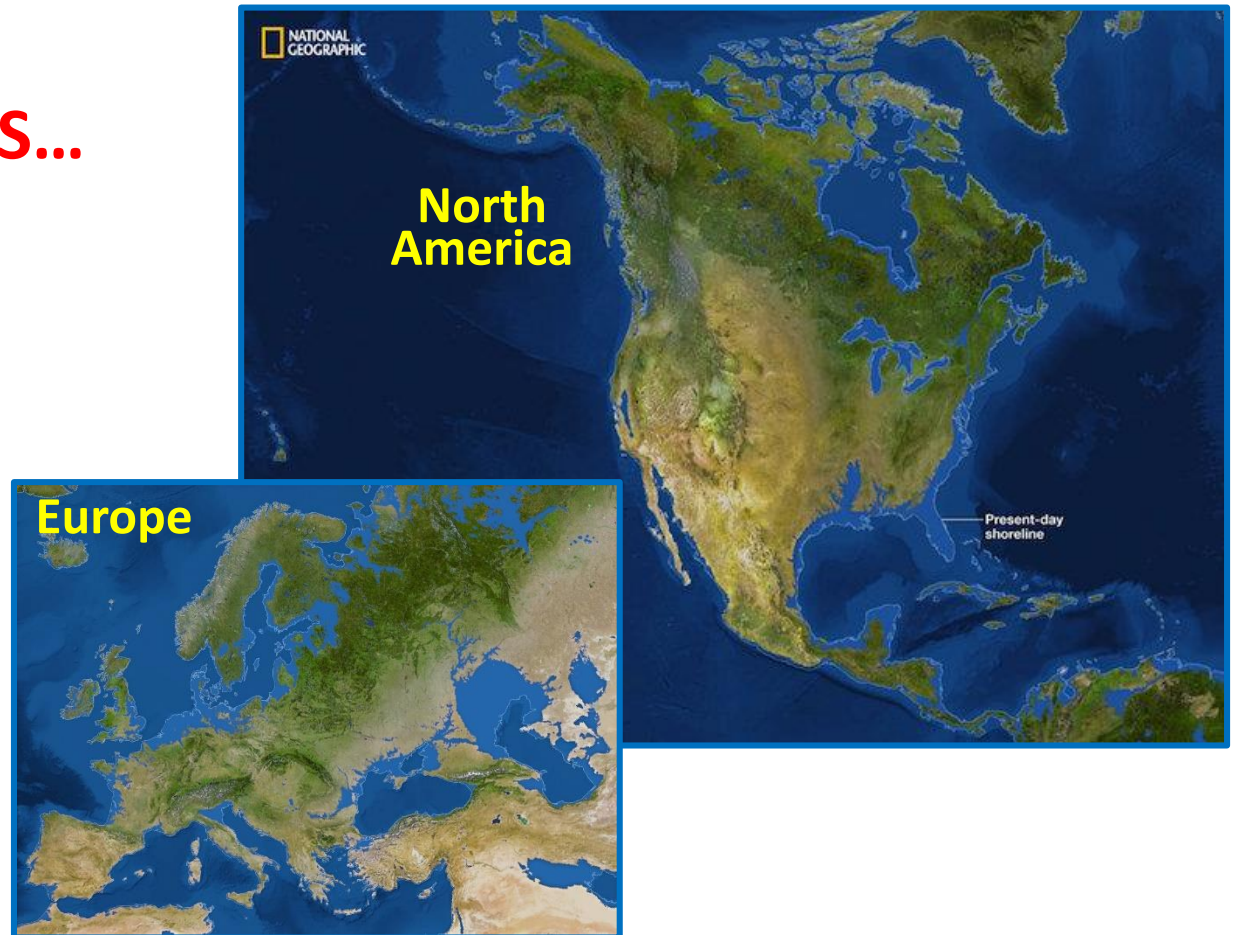 NATIONAL
GEOGRAPHIC
s…
North
America
Europe
Present-day
shoreline